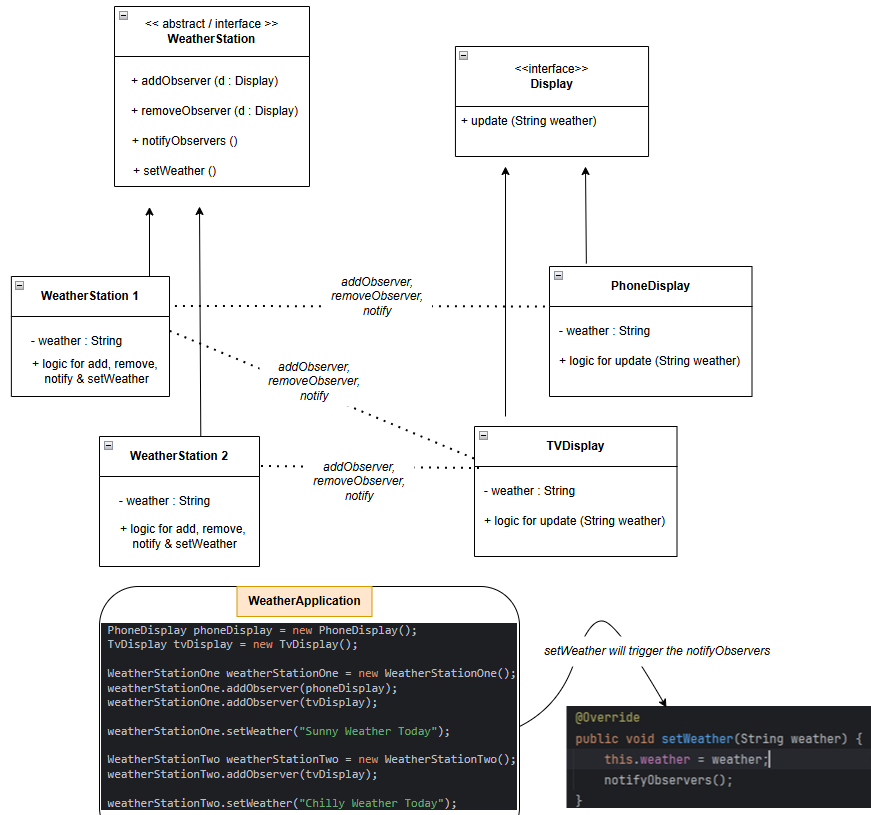 << abstract / interface >>
WeatherStation
+ addObserver (d : Display)
+ removeObserver (d : Display)
+ notifyObservers ()
+ setWeather ()
<<interface>>
Display
+ update (String weather)
WeatherStation 1
- weather : String
+ logic for add, remove,
notify & setWeather
addObserver,
removeObserver,
notify
PhoneDisplay
- weather : String
+ logic for update (String weather)
addObserver,
removeObserver,
notify
WeatherStation 2
- weather : String
+ logic for add, remove,
notify & setWeather
addObserver,
removeObserver,
notify
TVDisplay
- weather : String
+ logic for update (String weather)
WeatherApplication
PhoneDisplay phoneDisplay = new PhoneDisplay();
TvDisplay tvDisplay = new TvDisplay();
WeatherStationOne weatherStationOne = new WeatherStationOne();
weatherStationOne.addObserver(phoneDisplay);
weatherStationOne.addObserver(tvDisplay);
weatherStationOne.setWeather("Sunny Weather Today");
WeatherStationTwo weatherStationTwo = new WeatherStationTwo();
weatherStationTwo.addObserver(tvDisplay);
weatherStationTwo.setWeather("Chilly Weather Today");
setWeather will trigger the notifyObservers
@Override
public void setWeather(String weather) {
this.weather = weather;
notifyObservers();
}